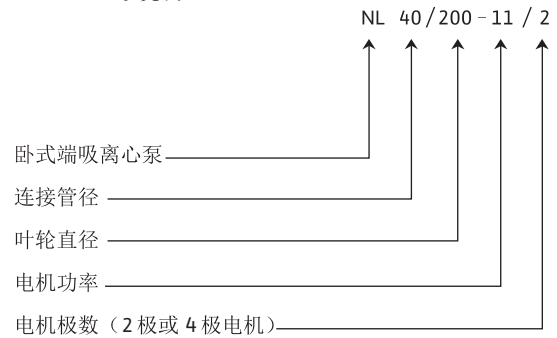 NL 40/200-11/2
卧式端吸离心泵
连接管径
叶轮直径
电机功率
电机极数（2极或4极电机）